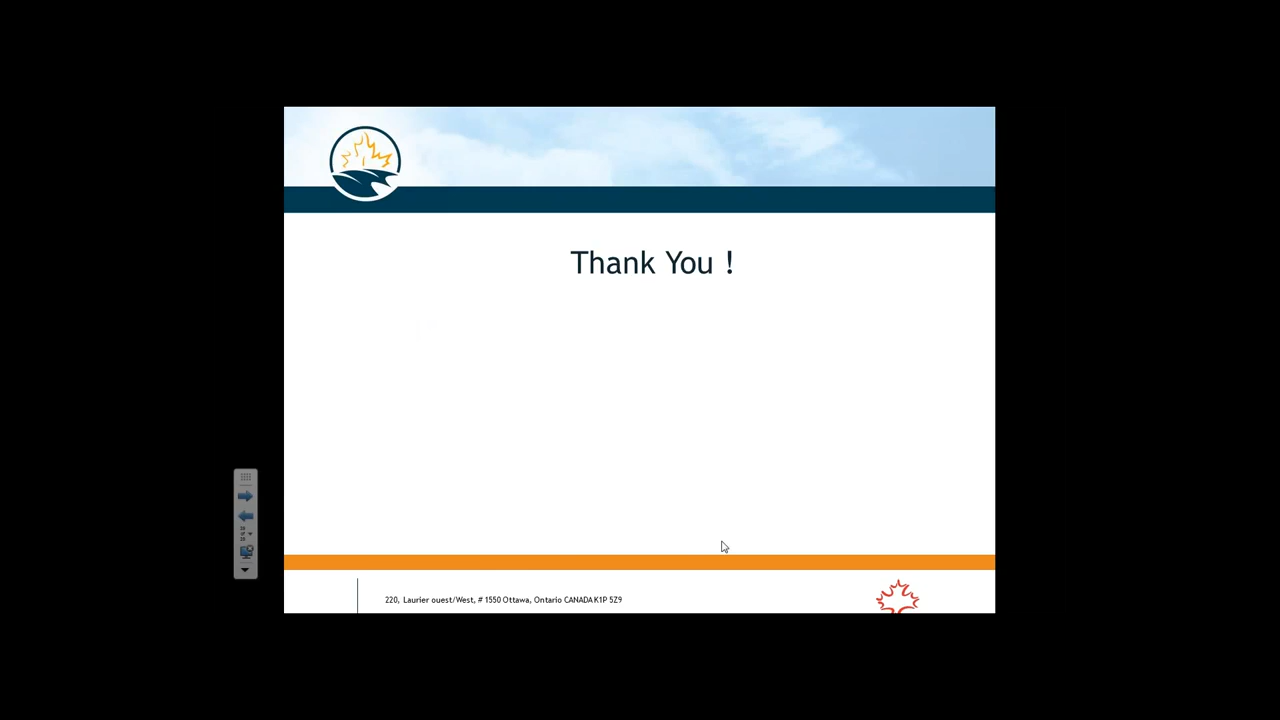 Thank You !
220, Laurier ouest/West, # 1550 Ottawa, Ontario CANADA K1P 5Z9